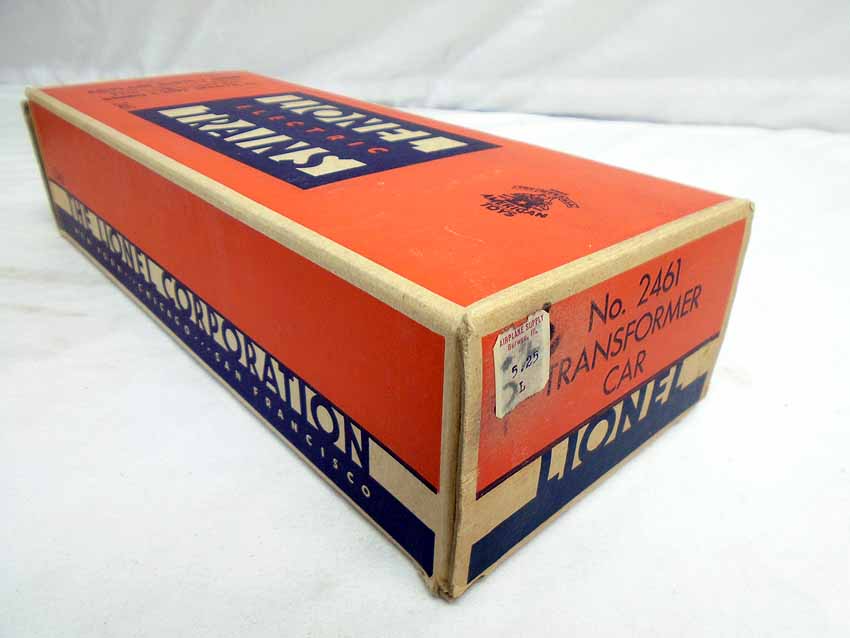 LIONEL
ELECTRIC
TRAINS
AMERICAN
TOYS
THE LIONEL CORPORATION
NEW YORK · CHICAGO · SAN FRANCISCO
AIRPLANE SUPPLY
5.25
L
No. 2461
TRANSFORMER
CAR
LIONEL